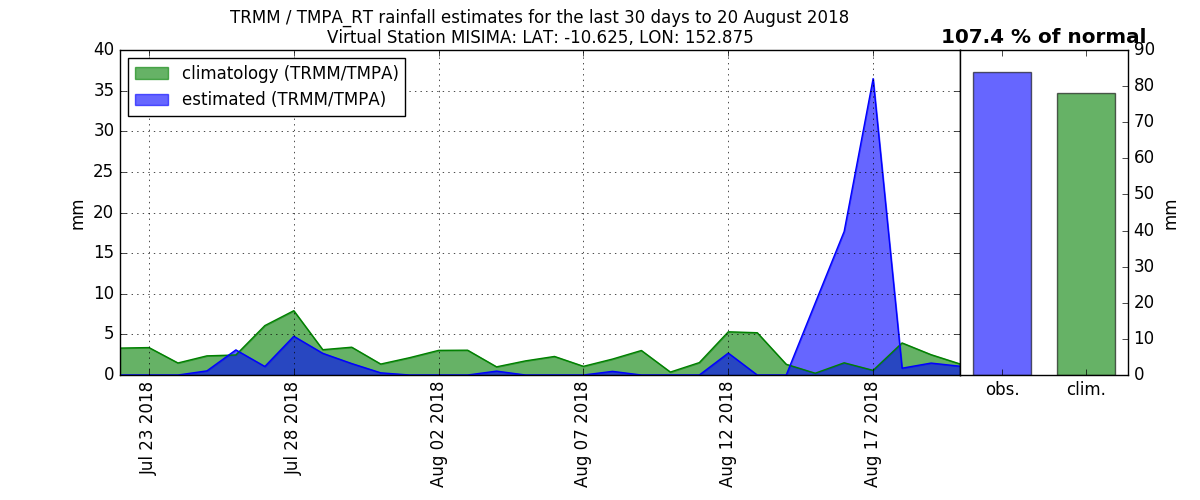 TRMM / TMPA_RT rainfall estimates for the last 30 days to 20 August 2018
Virtual Station MISIMA: LAT: -10.625, LON: 152.875
107.4 % of normal
climatology (TRMM/TMPA)
estimated (TRMM/TMPA)
mm
40
35
30
25
20
15
10
5
0
Jul 23 2018
Jul 28 2018
Aug 02 2018
Aug 07 2018
Aug 12 2018
Aug 17 2018
obs.
clim.
90
80
70
60
50
40
30
20
10
0
mm